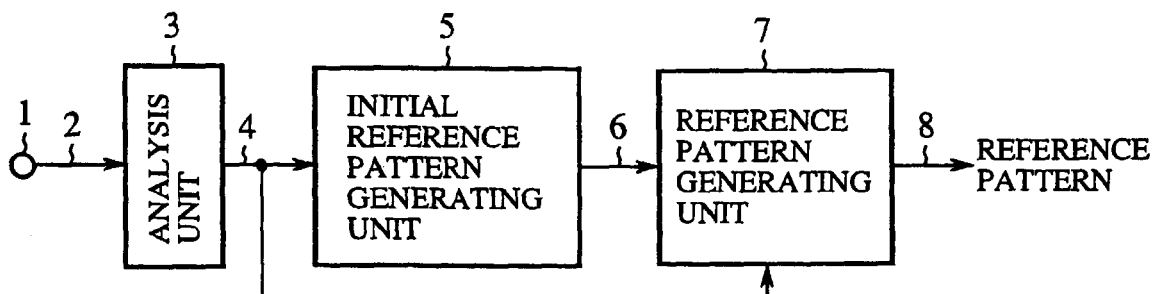 1
2
3
ANALYSIS
UNIT
4
5
INITIAL
REFERENCE
PATTERN
GENERATING
UNIT
6
7
REFERENCE
PATTERN
GENERATING
UNIT
8
REFERENCE
PATTERN